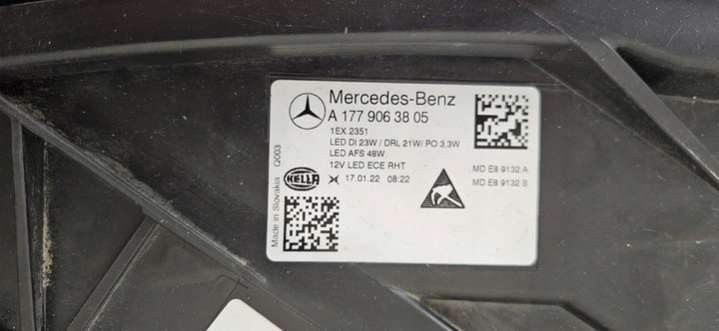 Mercedes-Benz
A 177 906 38 05
1EX.2351
LED DI 23W / DRL 21W/ PO 3,3W
LED AFS 48W
12V LED ECE RHT
HELLA
17.01.22 08:22
MD E8 9132 A
MD E8 9132 B
Made in Slovakia Q003